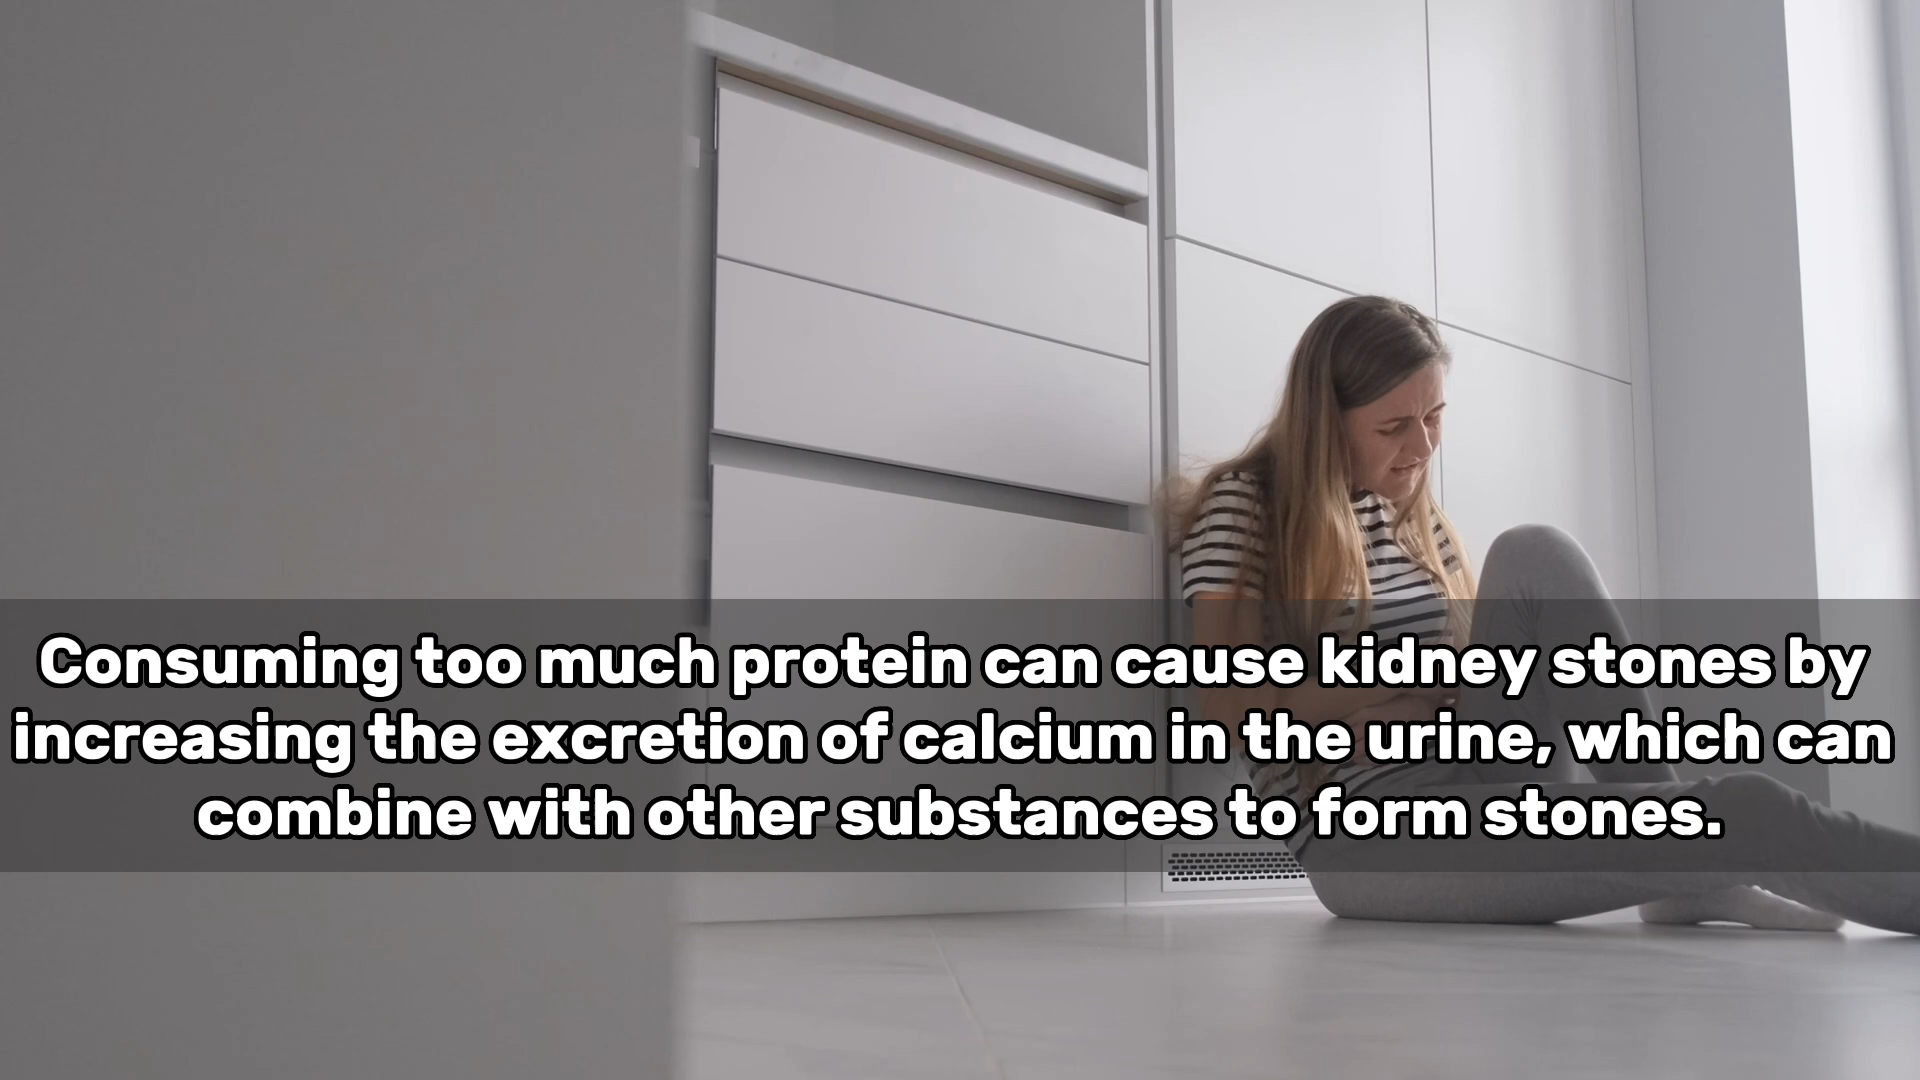 Consuming too much protein can cause kidney stones by
increasing the excretion of calcium in the urine, which can
combine with other substances to form stones.